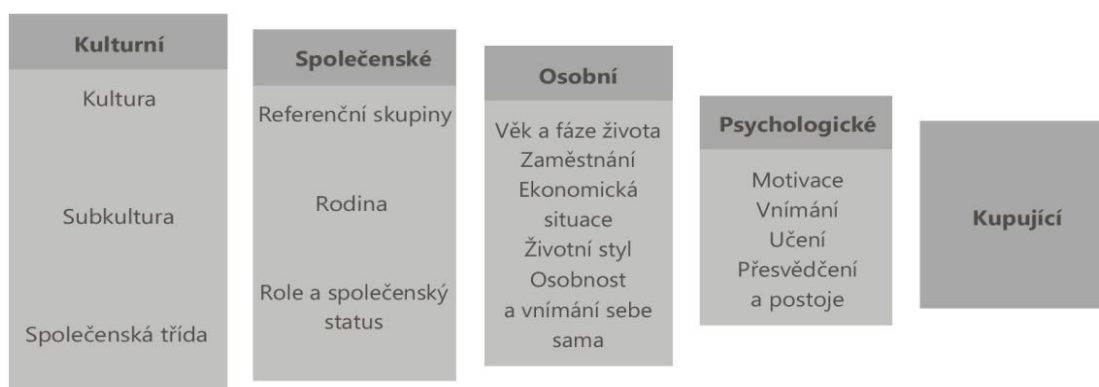 Kulturní
Kultura
Subkultura
Společenská třída
Společenské
Referenční skupiny
Rodina
Role a společenský
status
Osobní
Věk a fáze života
Zaměstnání
Ekonomická
situace
Životní styl
Osobnost
a vnímání sebe
sama
Psychologické
Motivace
Vnímání
Učení
Přesvědčení
a postoje
Kupující